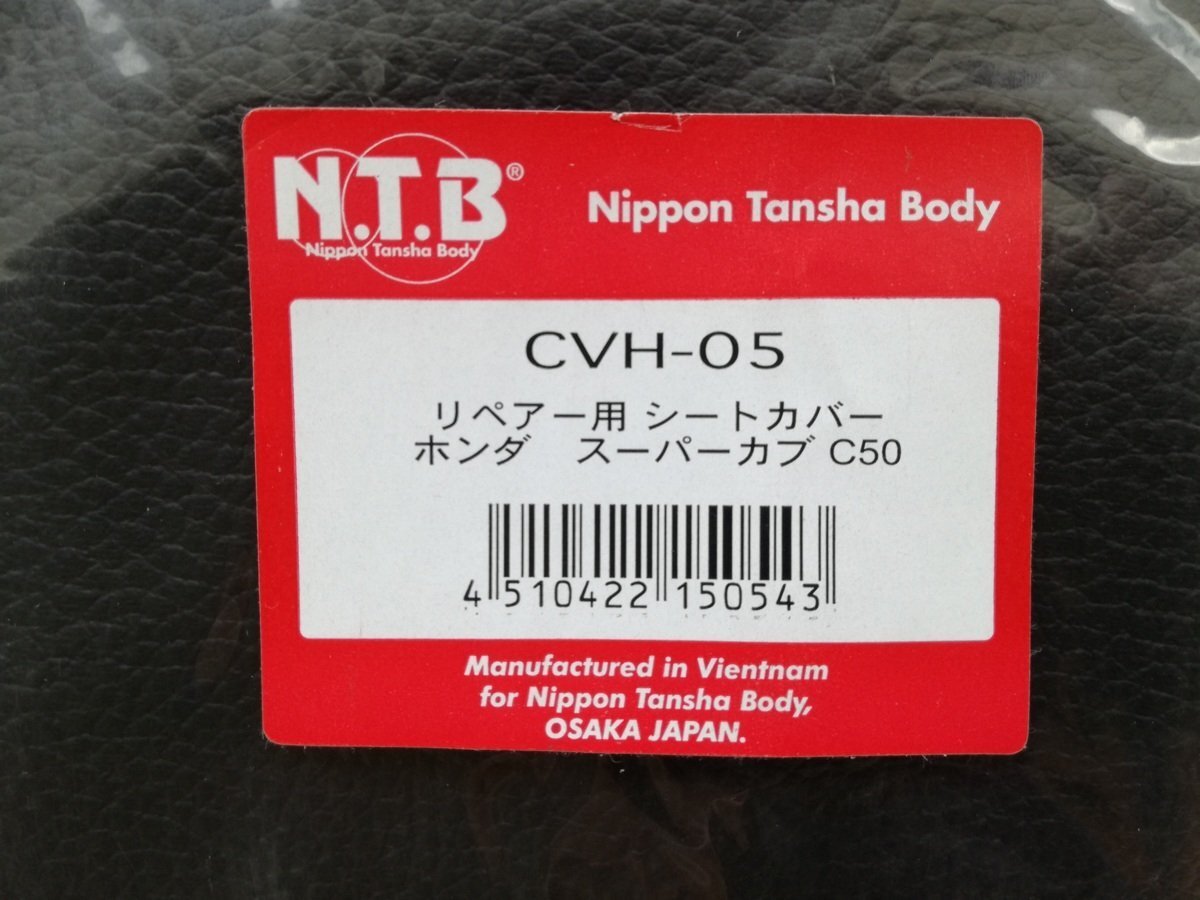 N.T.B®
Nippon Tansha Body
Nippon Tansha Body
CVH-05
リペアー用 シートカバー
ホンダ　スーパーカブ C50
4 510422 150543
Manufactured in Vientnam
for Nippon Tansha Body,
OSAKA JAPAN.